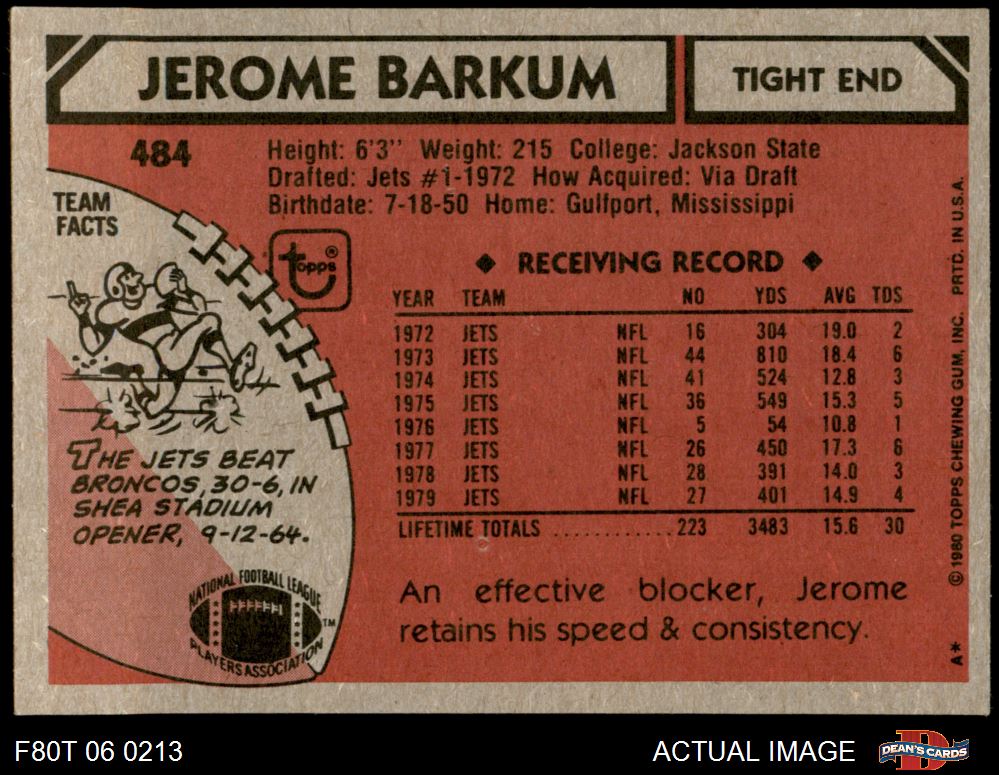 JEROME BARKUM
TIGHT END
484
Height: 6'3'' Weight: 215 College: Jackson State
Drafted: Jets #1-1972 How Acquired: Via Draft
Birthdate: 7-18-50 Home: Gulfport, Mississippi
TEAM
FACTS
topps®
◆ RECEIVING RECORD ◆
YEAR TEAM NO YDS AVG TDS
1972 JETS NFL 16 304 19.0 2
1973 JETS NFL 44 810 18.4 6
1974 JETS NFL 41 524 12.8 3
1975 JETS NFL 36 549 15.3 5
1976 JETS NFL 5 54 10.8 1
1977 JETS NFL 26 450 17.3 6
1978 JETS NFL 28 391 14.0 3
1979 JETS NFL 27 401 14.9 4
LIFETIME TOTALS ............ 223 3483 15.6 30
THE JETS BEAT
BRONCOS, 30-6, IN
SHEA STADIUM
OPENER, 9-12-64.
NATIONAL FOOTBALL LEAGUE
PLAYERS ASSOCIATION
TM
An effective blocker, Jerome
retains his speed & consistency.
A* © 1980 TOPPS CHEWING GUM, INC. PRTD. IN U.S.A.
F80T 06 0213
ACTUAL IMAGE
D
DEAN'S CARDS